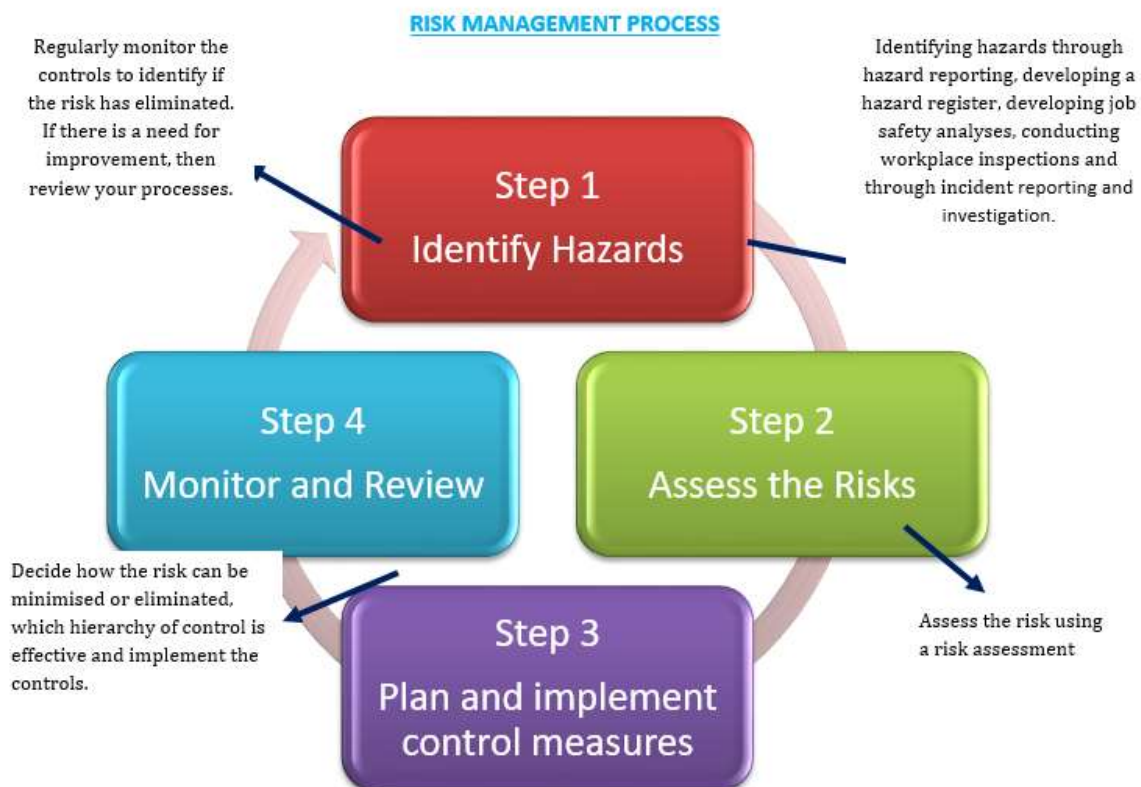 RISK MANAGEMENT PROCESS
Regularly monitor the
controls to identify if
the risk has eliminated.
If there is a need for
improvement, then
review your processes.
Identifying hazards through
hazard reporting, developing a
hazard register, developing job
safety analyses, conducting
workplace inspections and
through incident reporting and
investigation.
Step 1
Identify Hazards
Step 4
Monitor and Review
Step 2
Assess the Risks
Decide how the risk can be
minimised or eliminated,
which hierarchy of control is
effective and implement the
controls.
Step 3
Plan and implement
control measures
Assess the risk using
a risk assessment